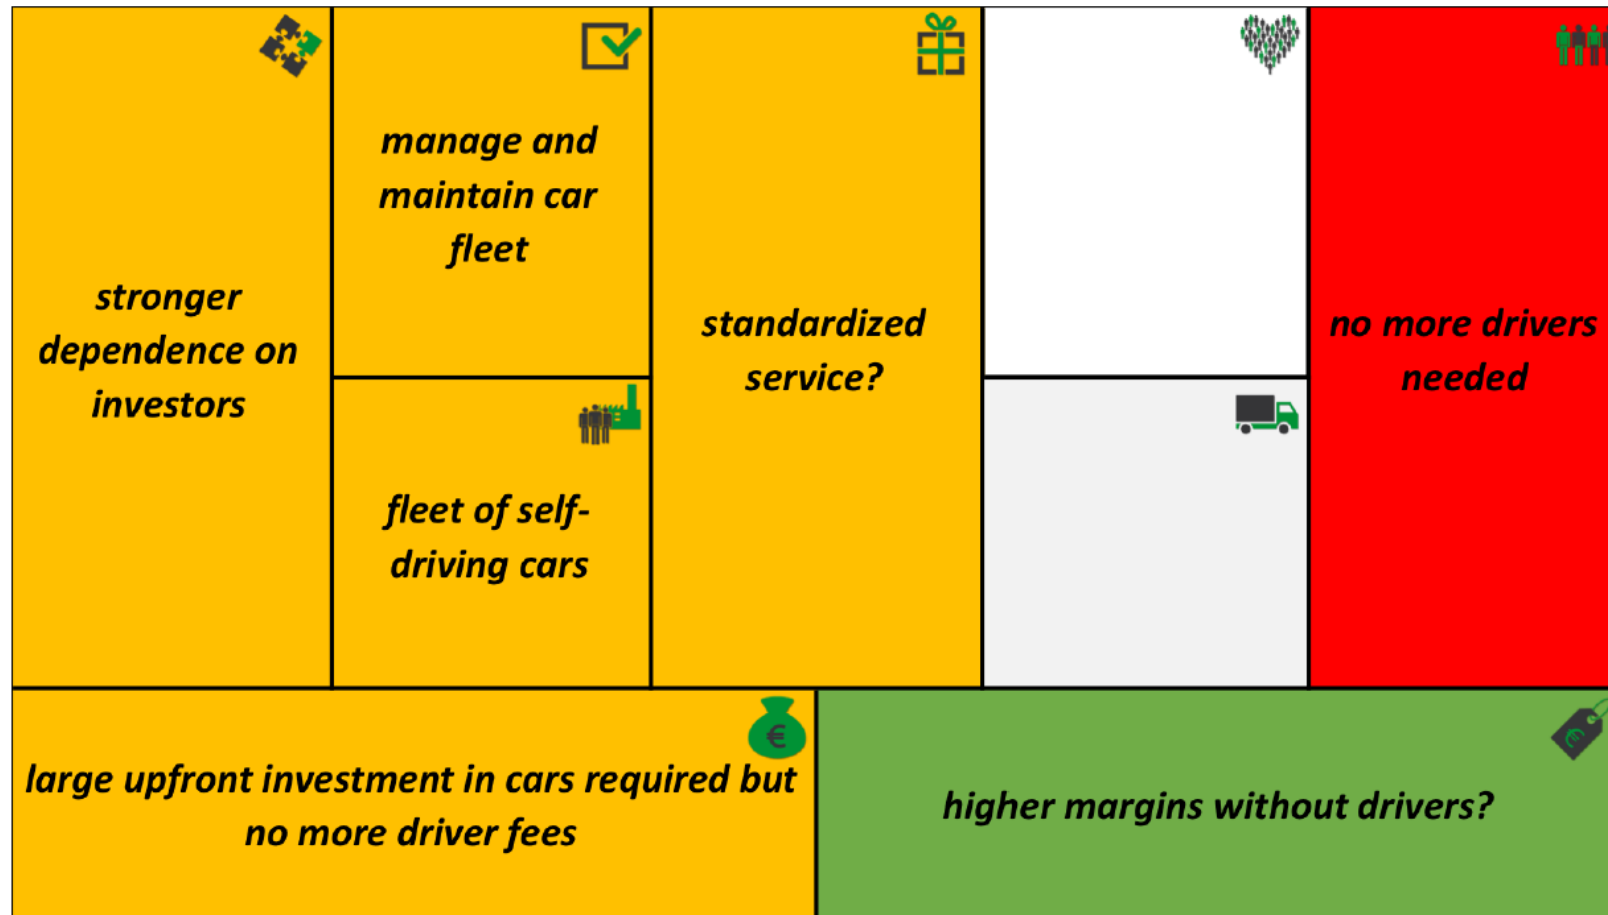 stronger
dependence on
investors
manage and
maintain car
fleet
fleet of self-
driving cars
standardized
service?
no more drivers
needed
€
large upfront investment in cars required but
no more driver fees
€
higher margins without drivers?